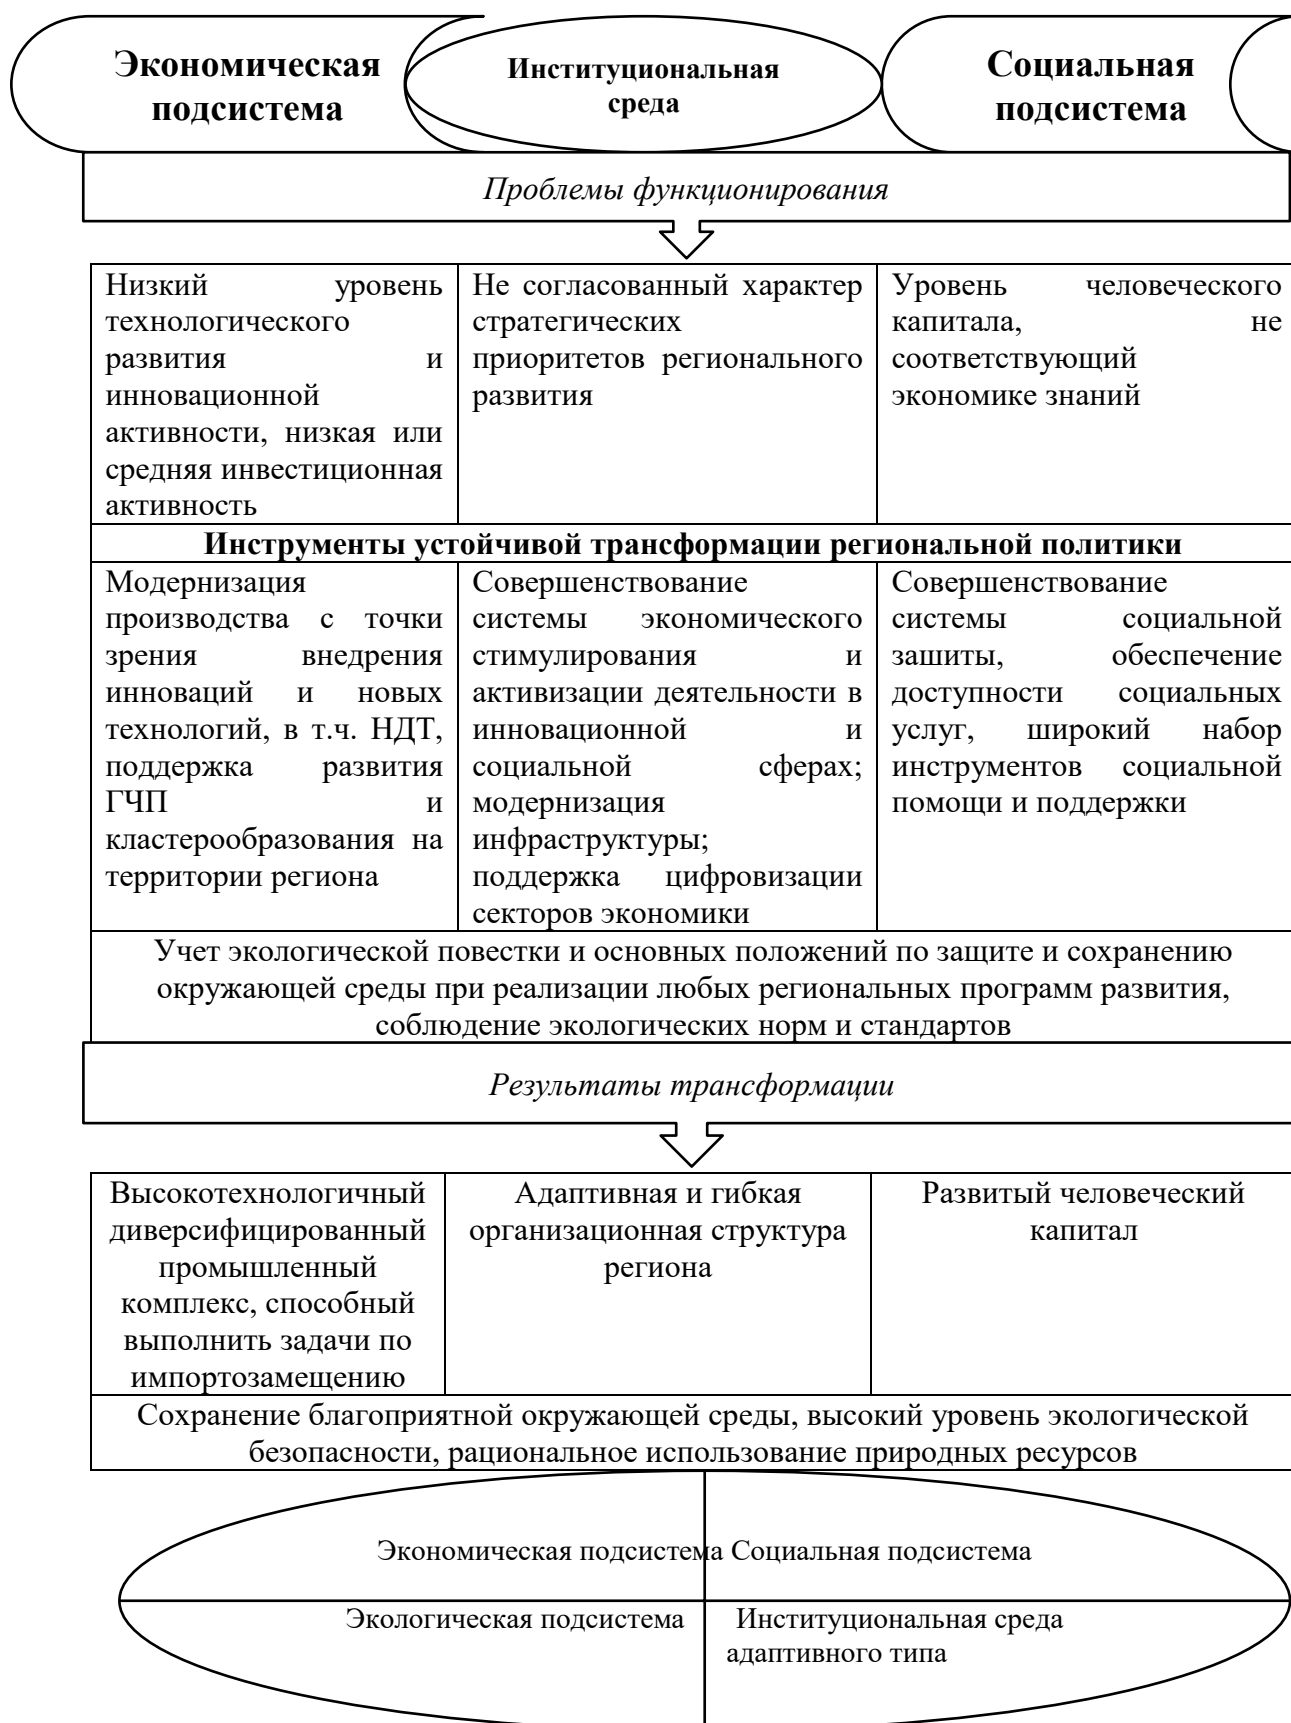 Экономическая
подсистема
Институциональная
среда
Социальная
подсистема
Проблемы функционирования
Низкий уровень
технологического
развития и
инновационной
активности, низкая или
средняя инвестиционная
активность
Не согласованный характер
стратегических
приоритетов регионального
развития
Уровень человеческого
капитала, не
соответствующий
экономике знаний
Инструменты устойчивой трансформации региональной политики
Модернизация
производства с точки
зрения внедрения
инноваций и новых
технологий, в т.ч. НДТ,
поддержка развития
ГЧП и
кластерообразования на
территории региона
Совершенствование
системы экономического
стимулирования и
активизации деятельности в
инновационной и
социальной сферах;
модернизация
инфраструктуры;
поддержка цифровизации
секторов экономики
Совершенствование
системы социальной
зашиты, обеспечение
доступности социальных
услуг, широкий набор
инструментов социальной
помощи и поддержки
Учет экологической повестки и основных положений по защите и сохранению
окружающей среды при реализации любых региональных программ развития,
соблюдение экологических норм и стандартов
Результаты трансформации
Высокотехнологичный
диверсифицированный
промышленный
комплекс, способный
выполнить задачи по
импортозамещению
Адаптивная и гибкая
организационная структура
региона
Развитый человеческий
капитал
Сохранение благоприятной окружающей среды, высокий уровень экологической
безопасности, рациональное использование природных ресурсов
Экономическая подсистема Социальная подсистема
Экологическая подсистема Институциональная среда
адаптивного типа